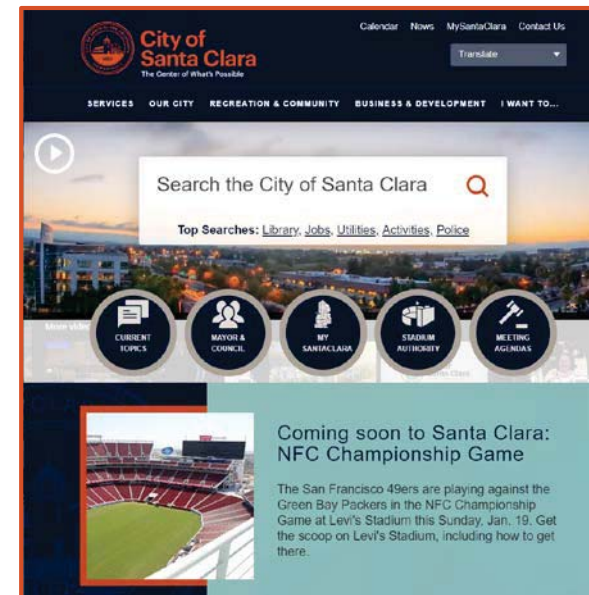 Calendar News MySantaClara Contact Us
City of
Santa Clara
The Center of What's Possible
Translate
SERVICES OUR CITY RECREATION & COMMUNITY BUSINESS & DEVELOPMENT I WANT TO...
Search the City of Santa Clara
Top Searches: Library, Jobs, Utilities, Activities, Police
More video
CURRENT
TOPICS
MAYOR &
COUNCIL
MY
SANTACLARA
STADIUM
AUTHORITY
MEETING
AGENDAS
Coming soon to Santa Clara:
NFC Championship Game
The San Francisco 49ers are playing against the
Green Bay Packers in the NFC Championship
Game at Levi's Stadium this Sunday, Jan. 19. Get
the scoop on Levi's Stadium, including how to get
there.